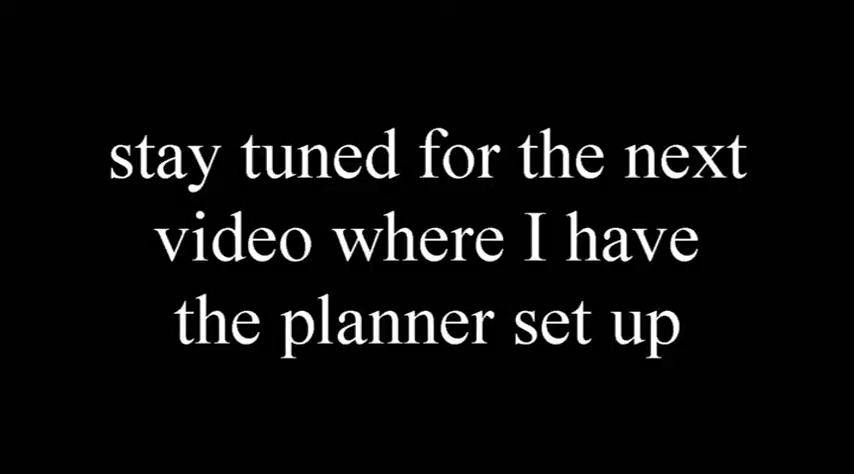 stay tuned for the next
video where I have
the planner set up